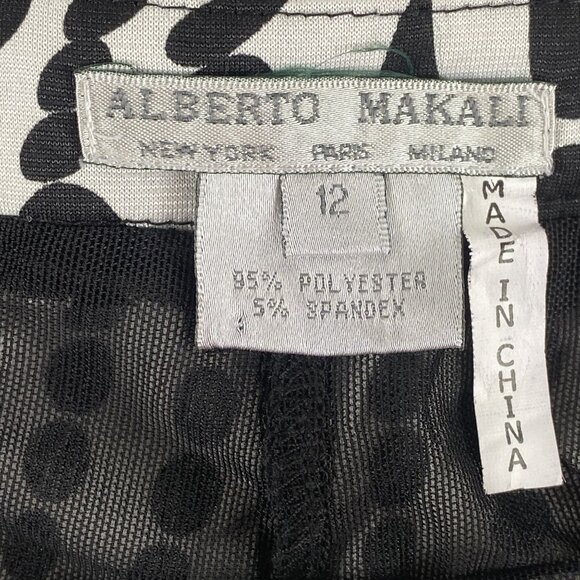 ALBERTO MAKALI
NEW YORK PARIS MILANO
12
95% POLYESTER
5% SPANDEX
MADE IN CHINA